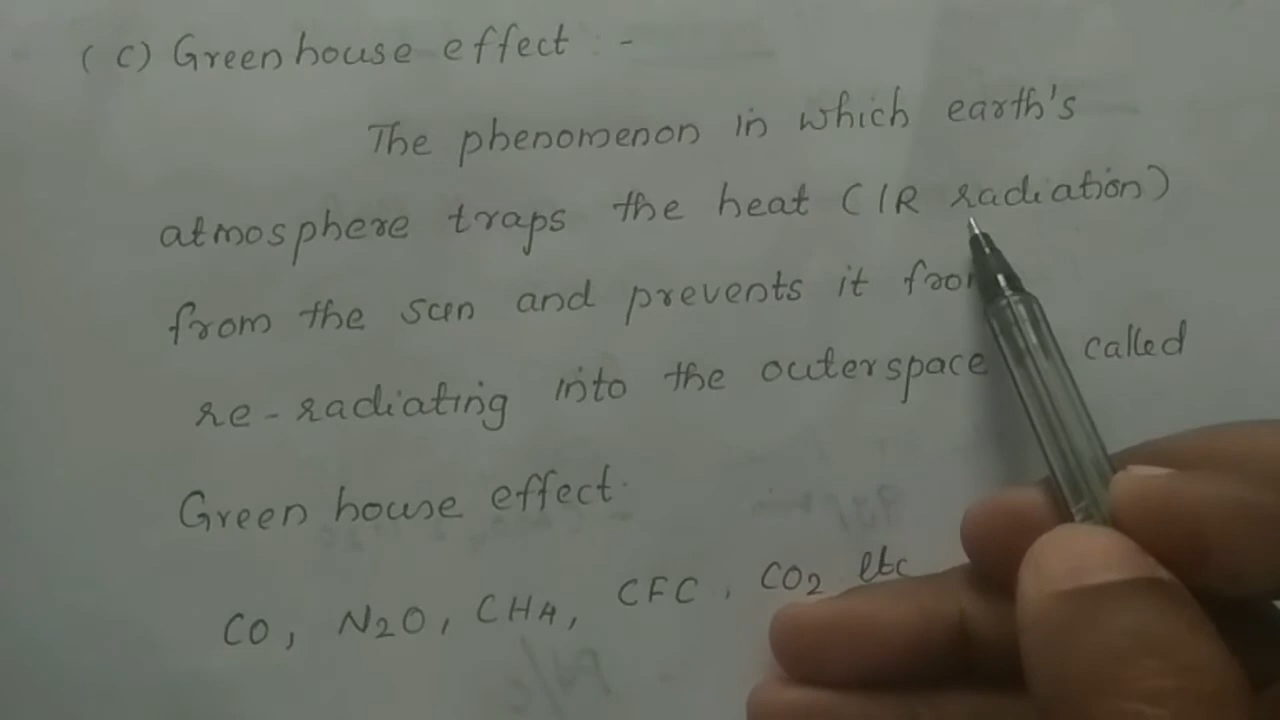 (C) Green house effect : -
The phenomenon in which earth's
atmosphere traps the heat (IR radiation)
from the sun and prevents it from
re-radiating into the outerspace called
Green house effect.
CO, N2O, CH4, CFC, CO2 etc